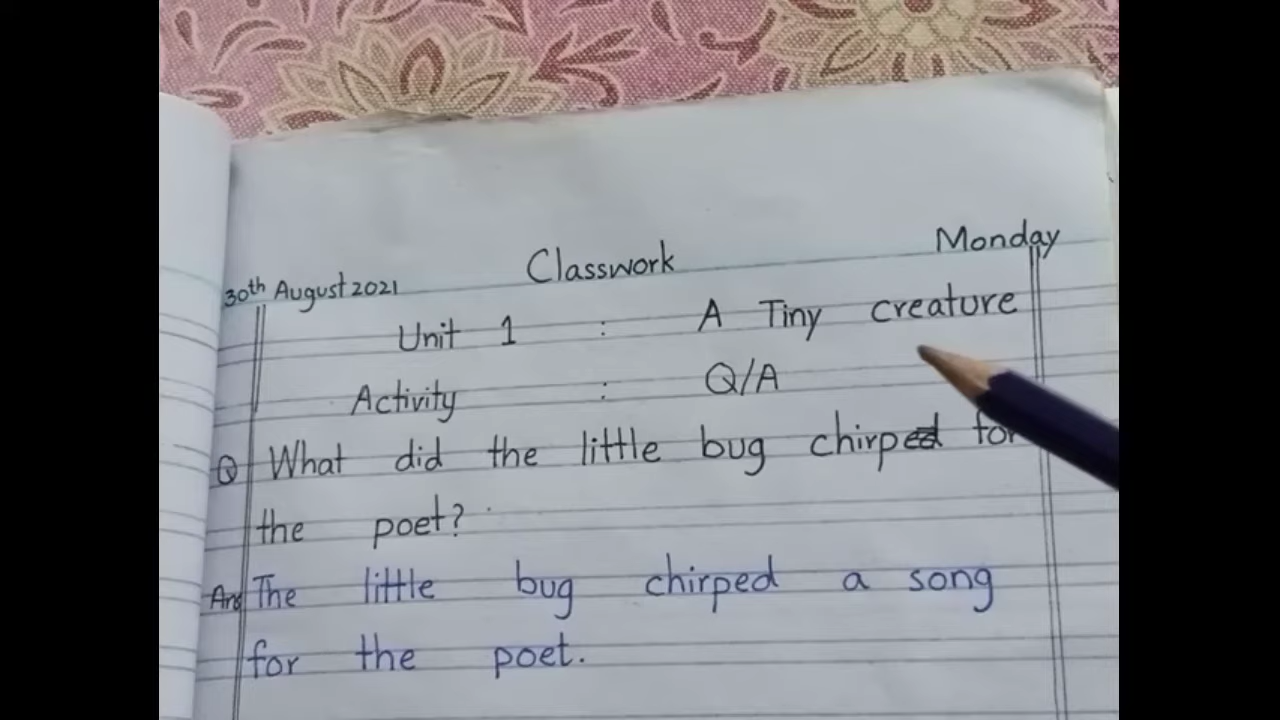 30th August 2021 Classwork Monday
Unit 1 : A Tiny creature
Activity : Q/A
Q What did the little bug chirp for
the poet?
Ans The little bug chirped a song
for the poet.